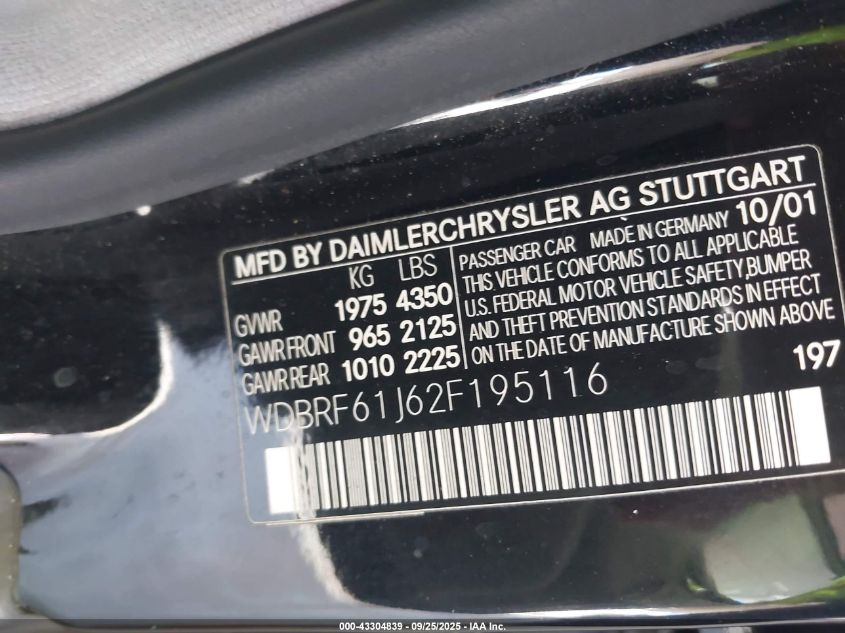 MFD BY DAIMLERCHRYSLER AG STUTTGART
KG LBS
GVWR 1975 4350
GAWR FRONT 965 2125
GAWR REAR 1010 2225
PASSENGER CAR MADE IN GERMANY 10/01
THIS VEHICLE CONFORMS TO ALL APPLICABLE
U.S. FEDERAL MOTOR VEHICLE SAFETY,BUMPER
AND THEFT PREVENTION STANDARDS IN EFFECT
ON THE DATE OF MANUFACTURE SHOWN ABOVE
197
WDBRF61J62F195116
000-43304839 - 09/25/2025 - IAA Inc.